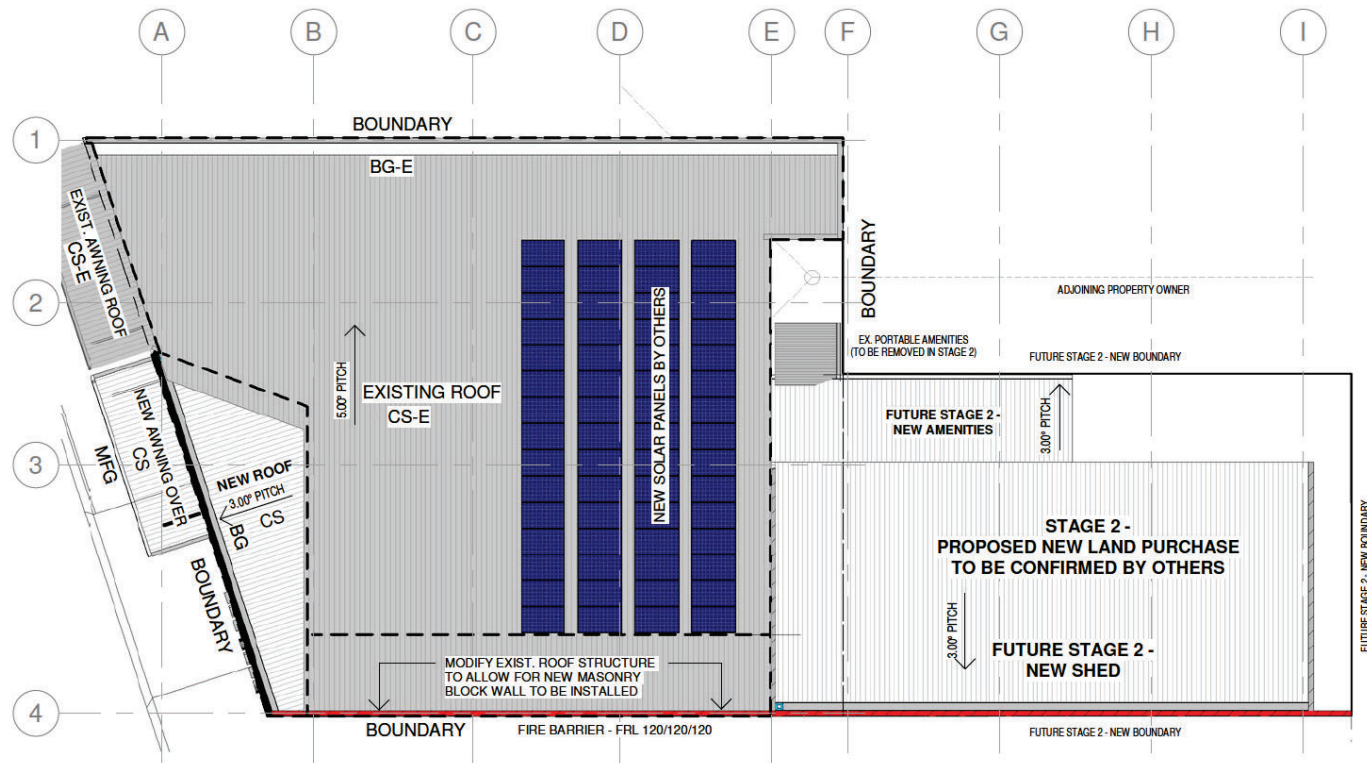 A
B
C
D
E
F
G
H
I
1
BOUNDARY
BG-E
EXIST. AWNING ROOF
CS-E
BOUNDARY
2
ADJOINING PROPERTY OWNER
NEW SOLAR PANELS BY OTHERS
EX. PORTABLE AMENITIES
(TO BE REMOVED IN STAGE 2)
FUTURE STAGE 2 - NEW BOUNDARY
5.00° PITCH
EXISTING ROOF
CS-E
NEW AWNING OVER
CS
MFG
FUTURE STAGE 2 -
NEW AMENITIES
3.00° PITCH
3
NEW ROOF
3.00° PITCH
CS
BG
BOUNDARY
STAGE 2 -
PROPOSED NEW LAND PURCHASE
TO BE CONFIRMED BY OTHERS
3.00° PITCH
FUTURE STAGE 2 -
NEW SHED
FUTURE STAGE 2 - NEW BOUNDARY
MODIFY EXIST. ROOF STRUCTURE
TO ALLOW FOR NEW MASONRY
BLOCK WALL TO BE INSTALLED
4
BOUNDARY
FIRE BARRIER - FRL 120/120/120
FUTURE STAGE 2 - NEW BOUNDARY